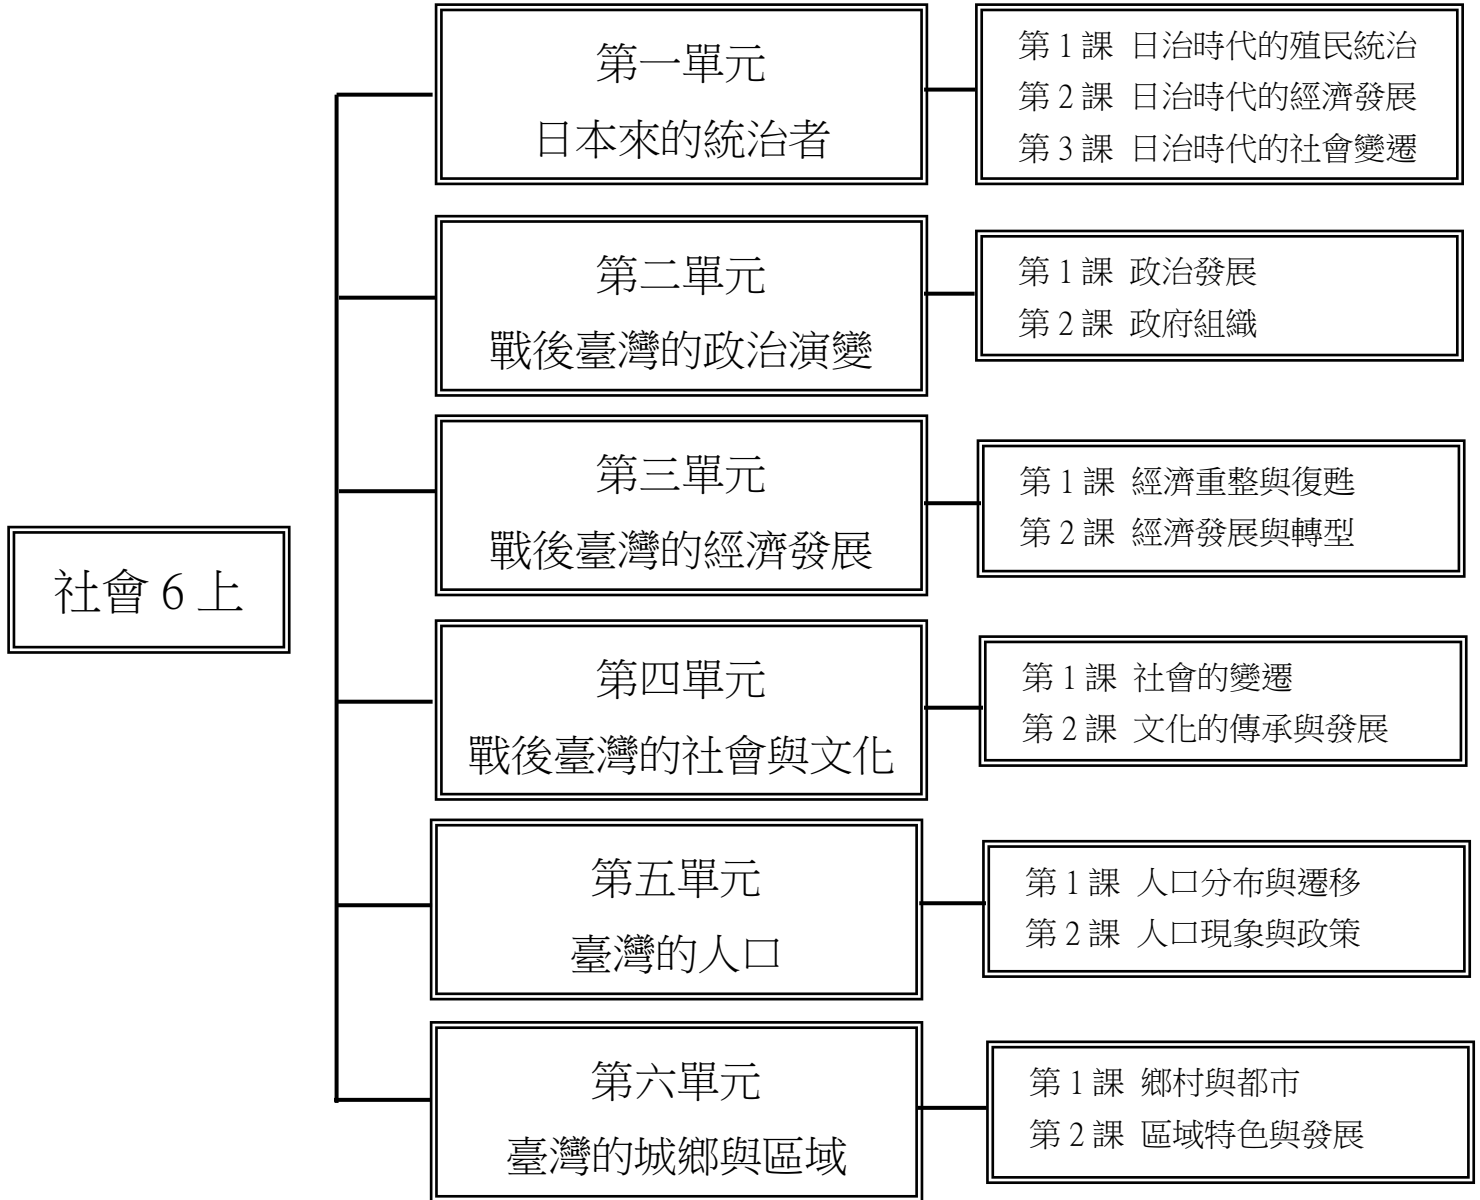 社會6上
第一單元
日本來的統治者
第1課 日治時代的殖民統治
第2課 日治時代的經濟發展
第3課 日治時代的社會變遷
第二單元
戰後臺灣的政治演變
第1課 政治發展
第2課 政府組織
第三單元
戰後臺灣的經濟發展
第1課 經濟重整與復甦
第2課 經濟發展與轉型
第四單元
戰後臺灣的社會與文化
第1課 社會的變遷
第2課 文化的傳承與發展
第五單元
臺灣的人口
第1課 人口分布與遷移
第2課 人口現象與政策
第六單元
臺灣的城鄉與區域
第1課 鄉村與都市
第2課 區域特色與發展